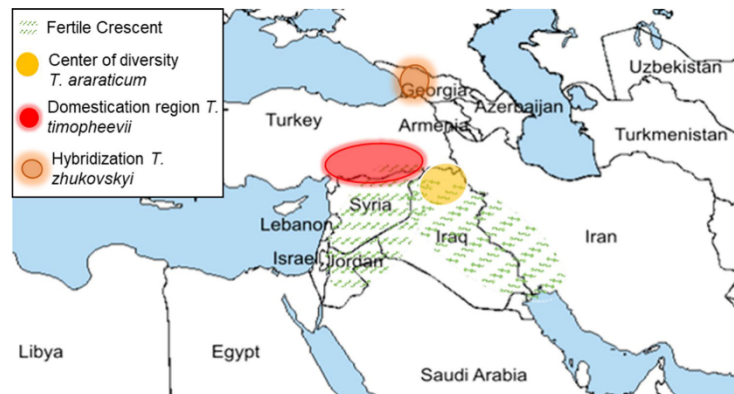 Fertile Crescent
Center of diversity
T. araraticum
Domestication region T.
timopheevii
Hybridization T.
zhukovskyi
Uzbekistan
Georgia
Azerbaijan
Turkey
Armenia
Turkmenistan
Syria
Lebanon
Iraq
Iran
Israel
Jordan
Libya
Egypt
Saudi Arabia